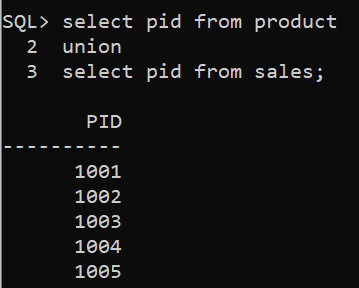 SQL> select pid from product
  2  union
  3  select pid from sales;
       PID
----------
      1001
      1002
      1003
      1004
      1005